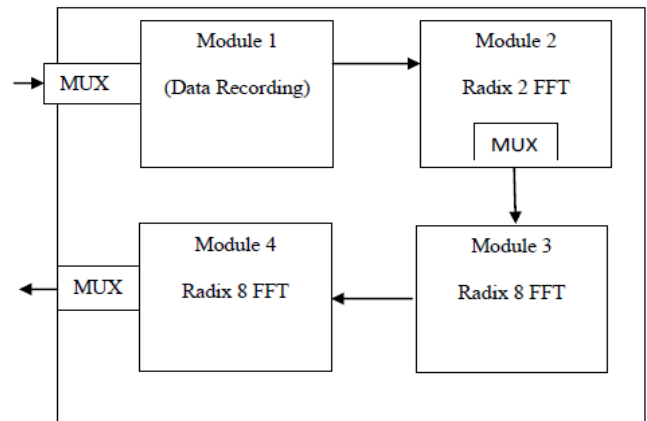 MUX
Module 1
(Data Recording)
Module 2
Radix 2 FFT
MUX
MUX
Module 4
Radix 8 FFT
Module 3
Radix 8 FFT